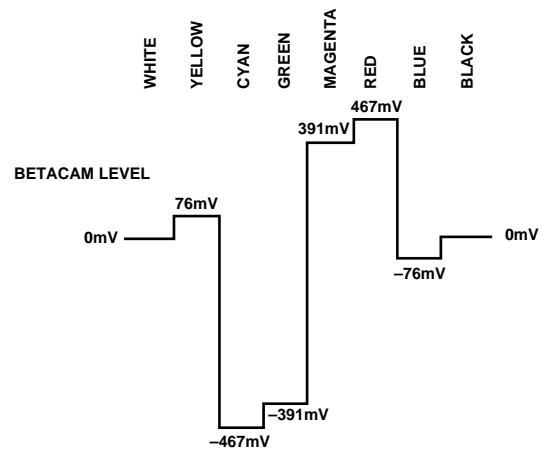 WHITE
YELLOW
CYAN
GREEN
MAGENTA
RED
BLUE
BLACK
467mV
391mV
BETACAM LEVEL
76mV
0mV
0mV
–76mV
–391mV
–467mV